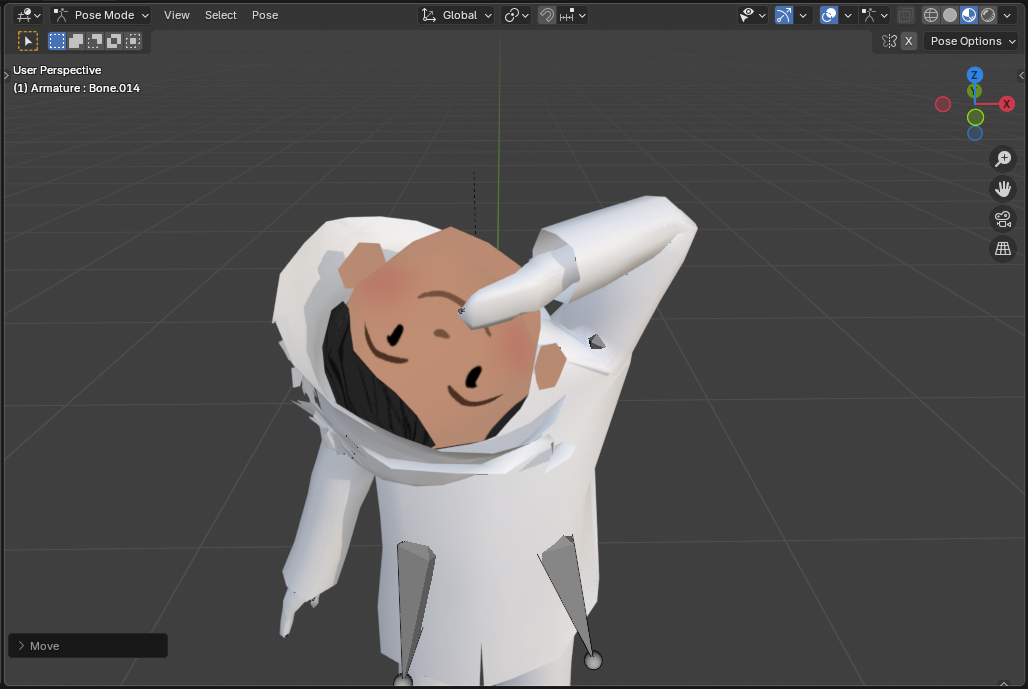 Pose Mode View Select Pose Global
X Pose Options
User Perspective
(1) Armature : Bone.014
Z
Y
X
Move